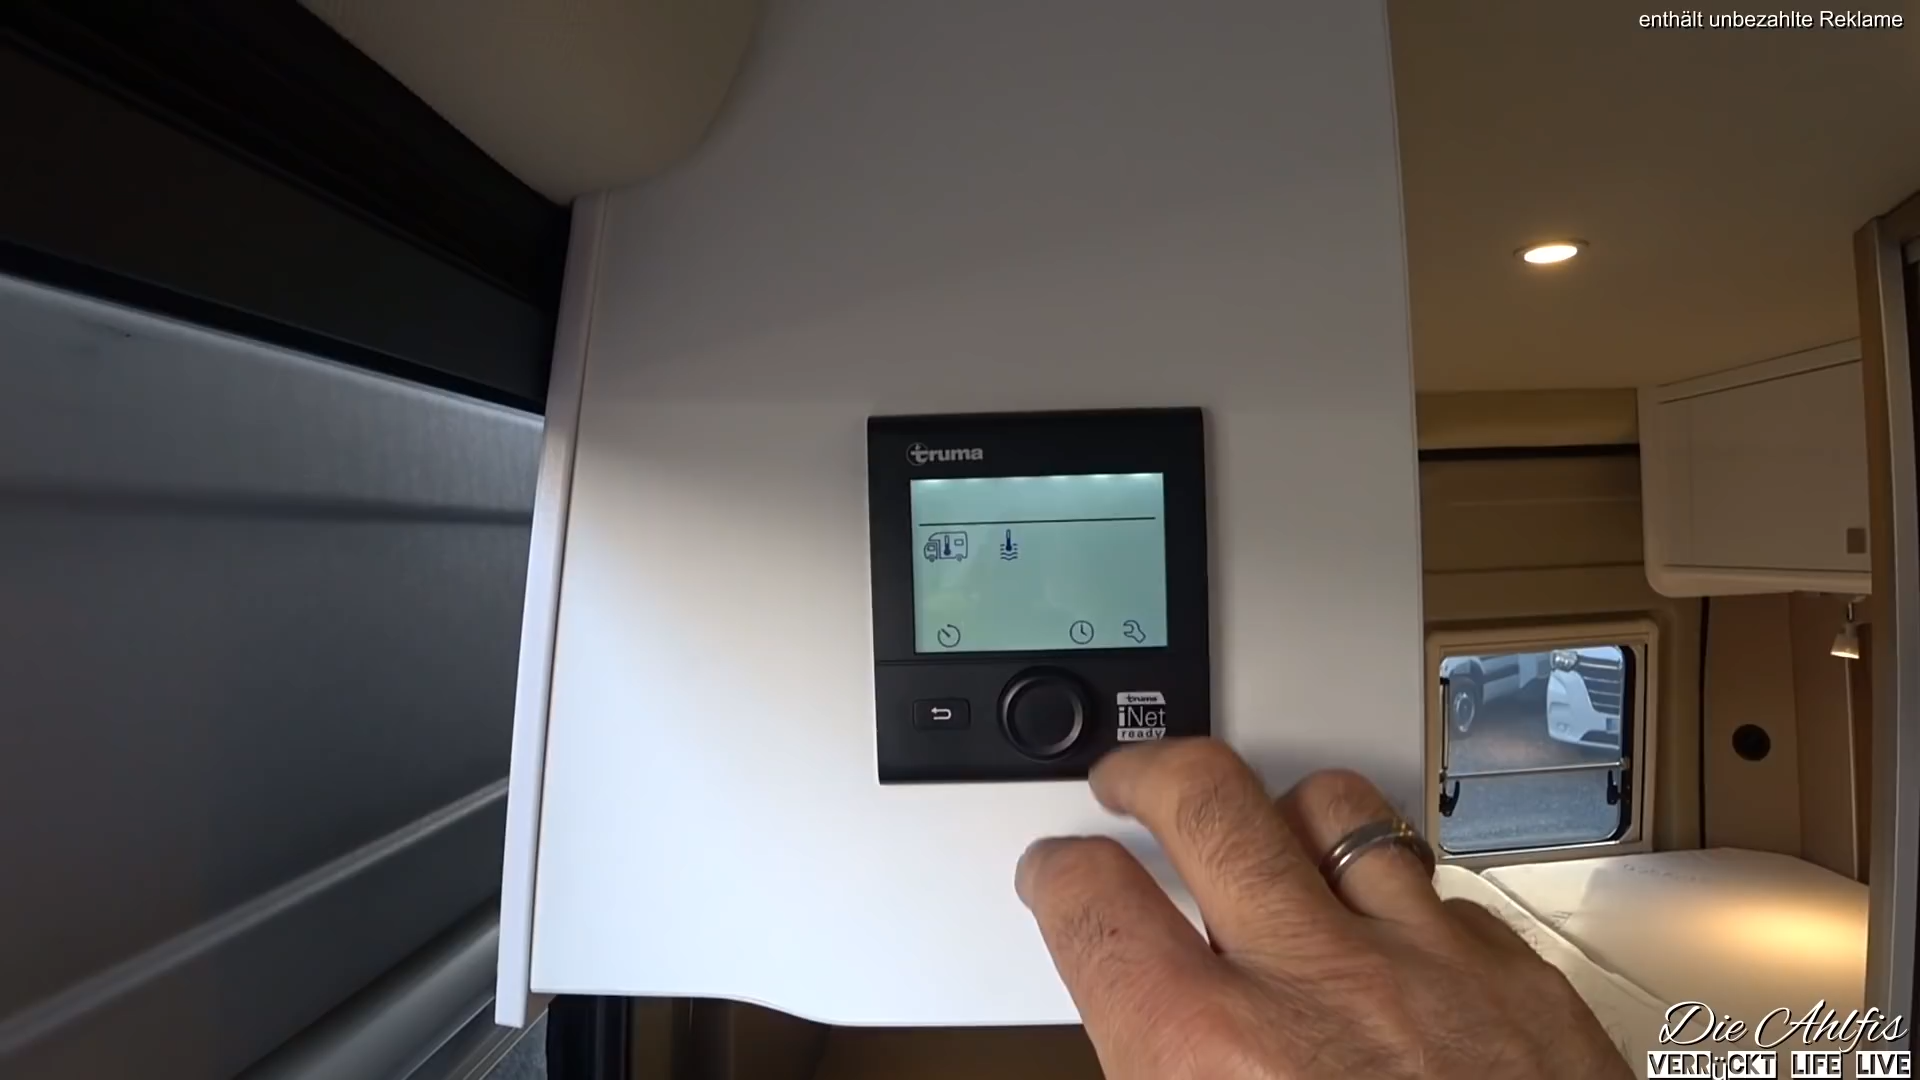 enthält unbezahlte Reklame
truma
truma
iNet
ready
Die Ahlfis
VERRüCKT LIFE LIVE